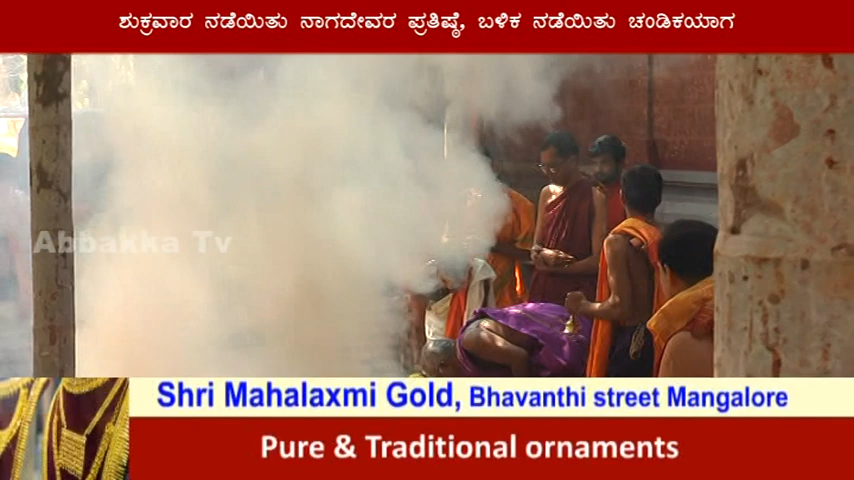 ಶುಕ್ರವಾರ ನಡೆಯಿತು ನಾಗದೇವರ ಪ್ರತಿಷ್ಠೆ, ಬಳಿಕ ನಡೆಯಿತು ಚಂಡಿಕಯಾಗ
Abbakka Tv
Shri Mahalaxmi Gold, Bhavanthi street Mangalore
Pure & Traditional ornaments